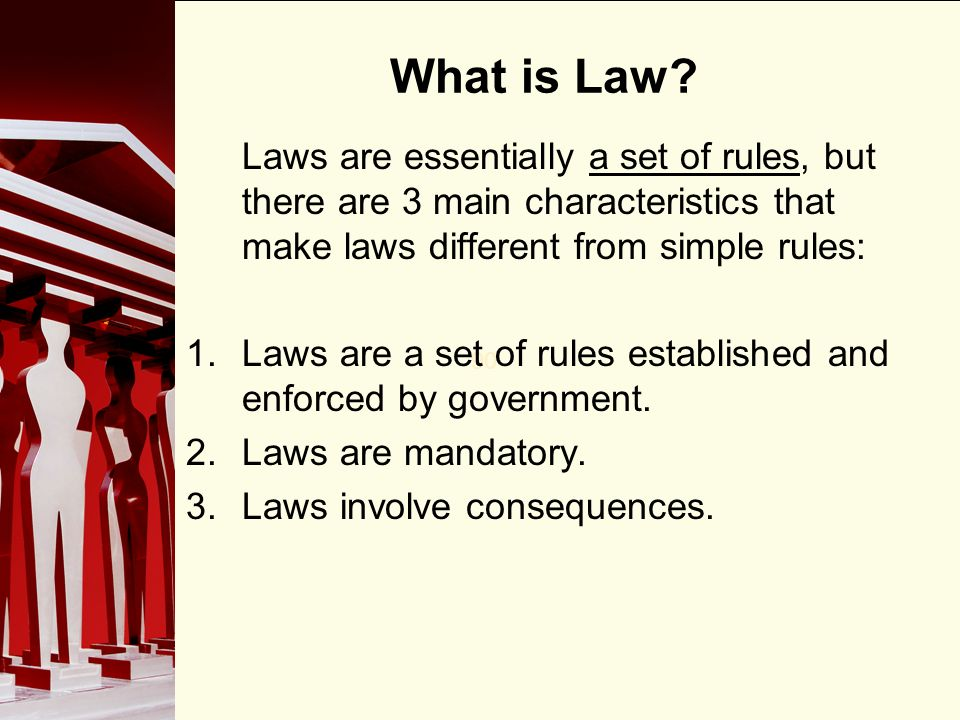 What is Law?
Laws are essentially a set of rules, but
there are 3 main characteristics that
make laws different from simple rules:
1. Laws are a set of rules established and
enforced by government.
2. Laws are mandatory.
3. Laws involve consequences.